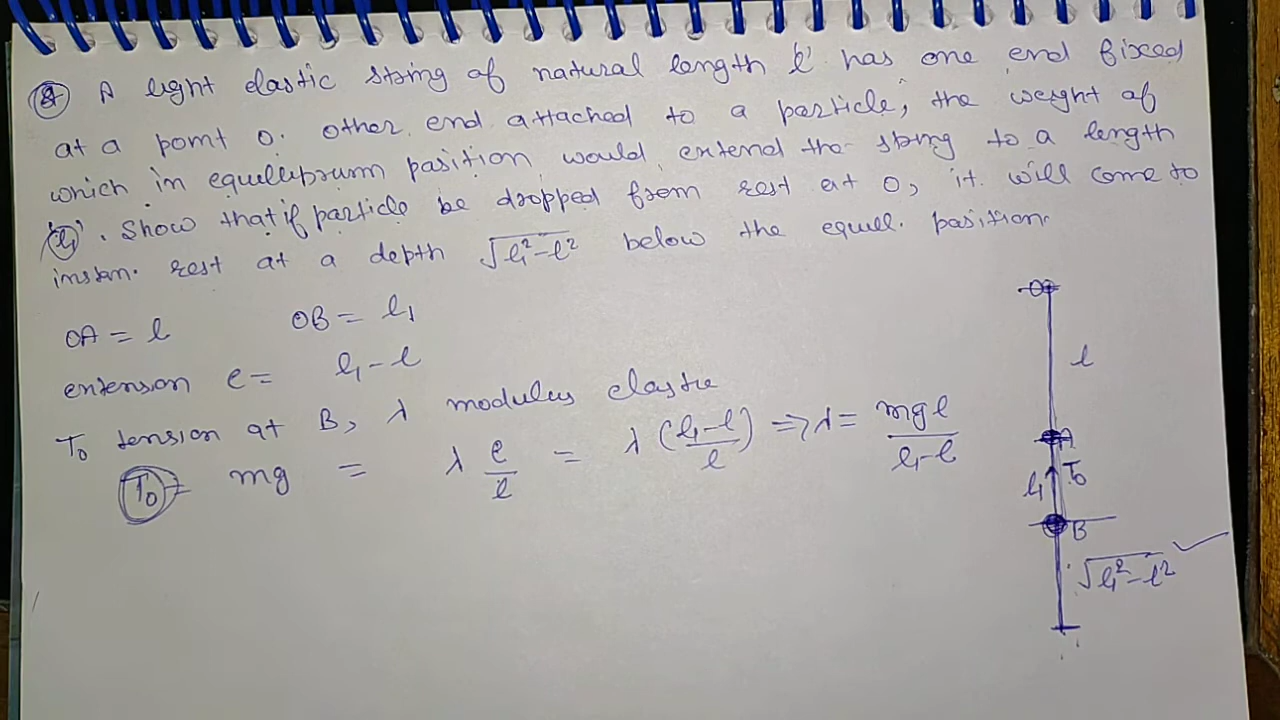 A light elastic string of natural length 'l' has one end fixed
at a point O. Other end attached to a particle, the weight of
which in equilibrium position would extend the string to a length
'l₁'. Show that if particle be dropped from rest at O, it will come to
instan. rest at a depth √(l₁²-l²) below the equell. position.
OA = l OB = l₁
extension e = l₁-l
T₀ tension at B, λ modulus elastic
T₀ = mg = λ e/l = λ (l₁-l)/l ⇒ λ = mgl/(l₁-l)
O
l
A
l₁ T₀
B
√(l₁²-l²)